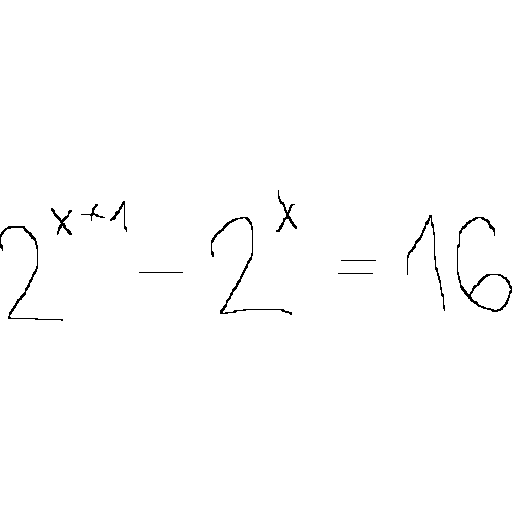 2^{x+1} - 2^x = 16